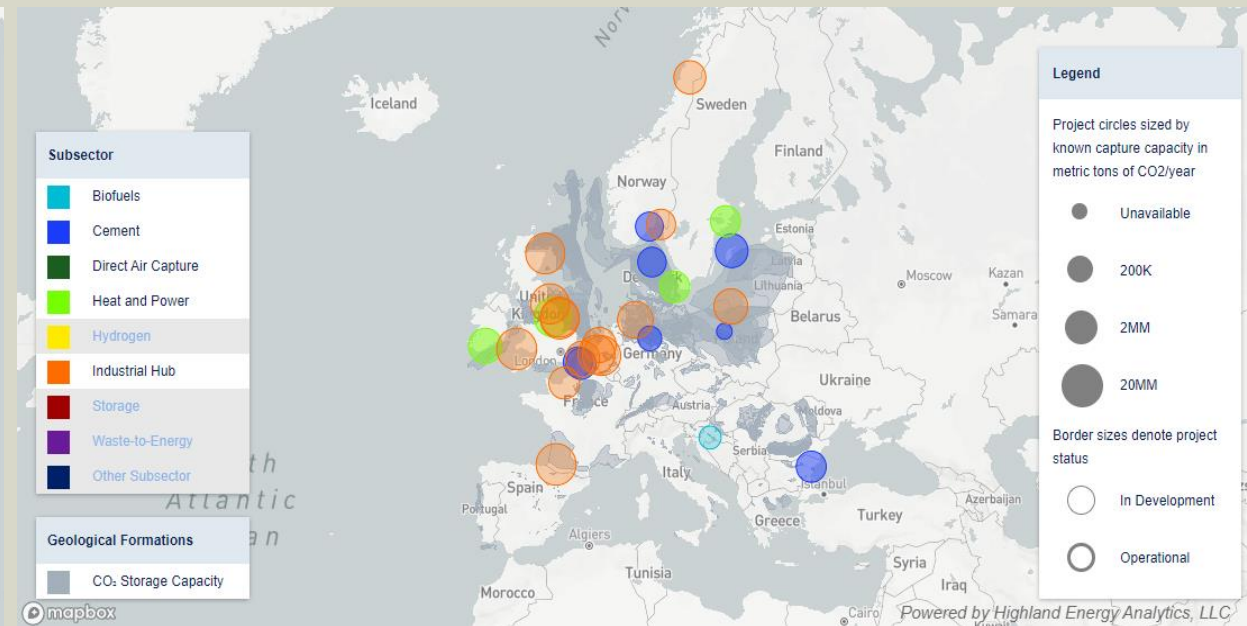 Subsector
Biofuels
Cement
Direct Air Capture
Heat and Power
Hydrogen
Industrial Hub
Storage
Waste-to-Energy
Other Subsector
Geological Formations
CO₂ Storage Capacity
mapbox
Iceland
Sweden
Finland
Norway
Estonia
Latvia
Lithuania
Moscow
Kazan
Samara
Belarus
London
Germany
Ukraine
France
Austria
Moldova
Serbia
Italy
Spain
Portugal
Istanbul
Greece
Turkey
Azerbaijan
Algiers
Tunisia
Morocco
Syria
Iraq
Cairo
Atlantic
Legend
Project circles sized by
known capture capacity in
metric tons of CO2/year
Unavailable
200K
2MM
20MM
Border sizes denote project
status
In Development
Operational
Powered by Highland Energy Analytics, LLC